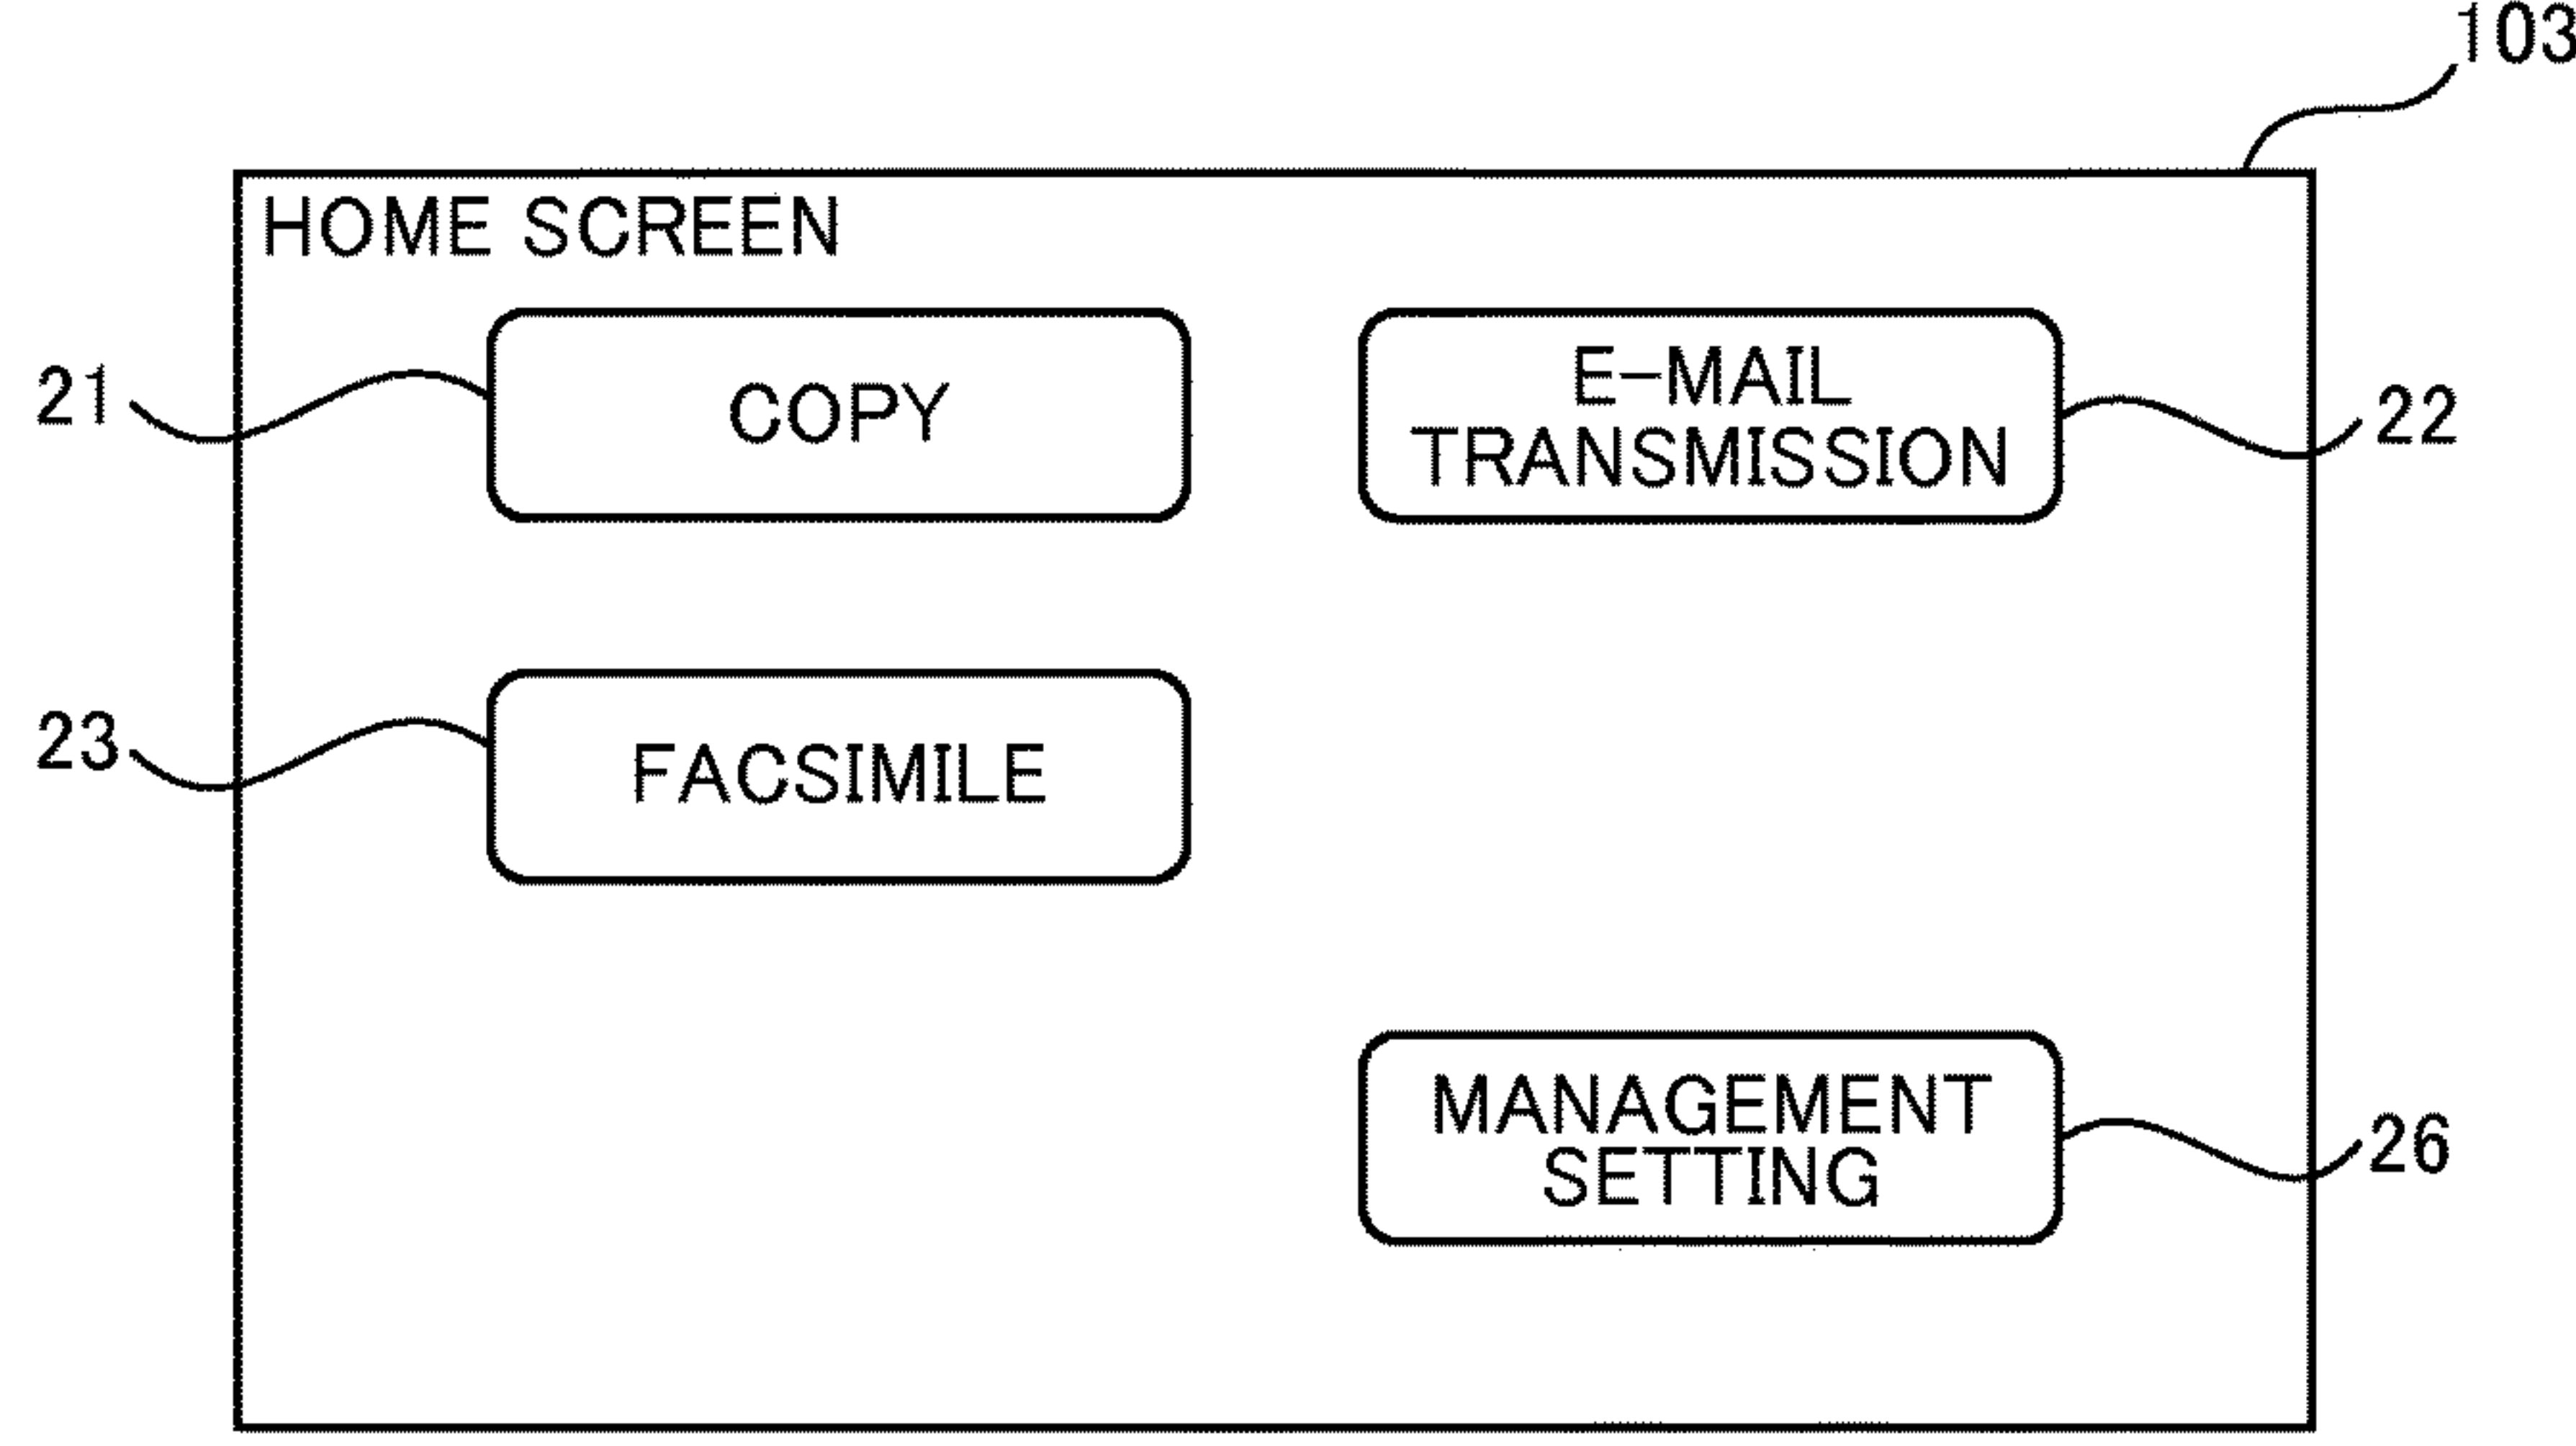 103
HOME SCREEN
21
COPY
E-MAIL
TRANSMISSION
22
23
FACSIMILE
MANAGEMENT
SETTING
26